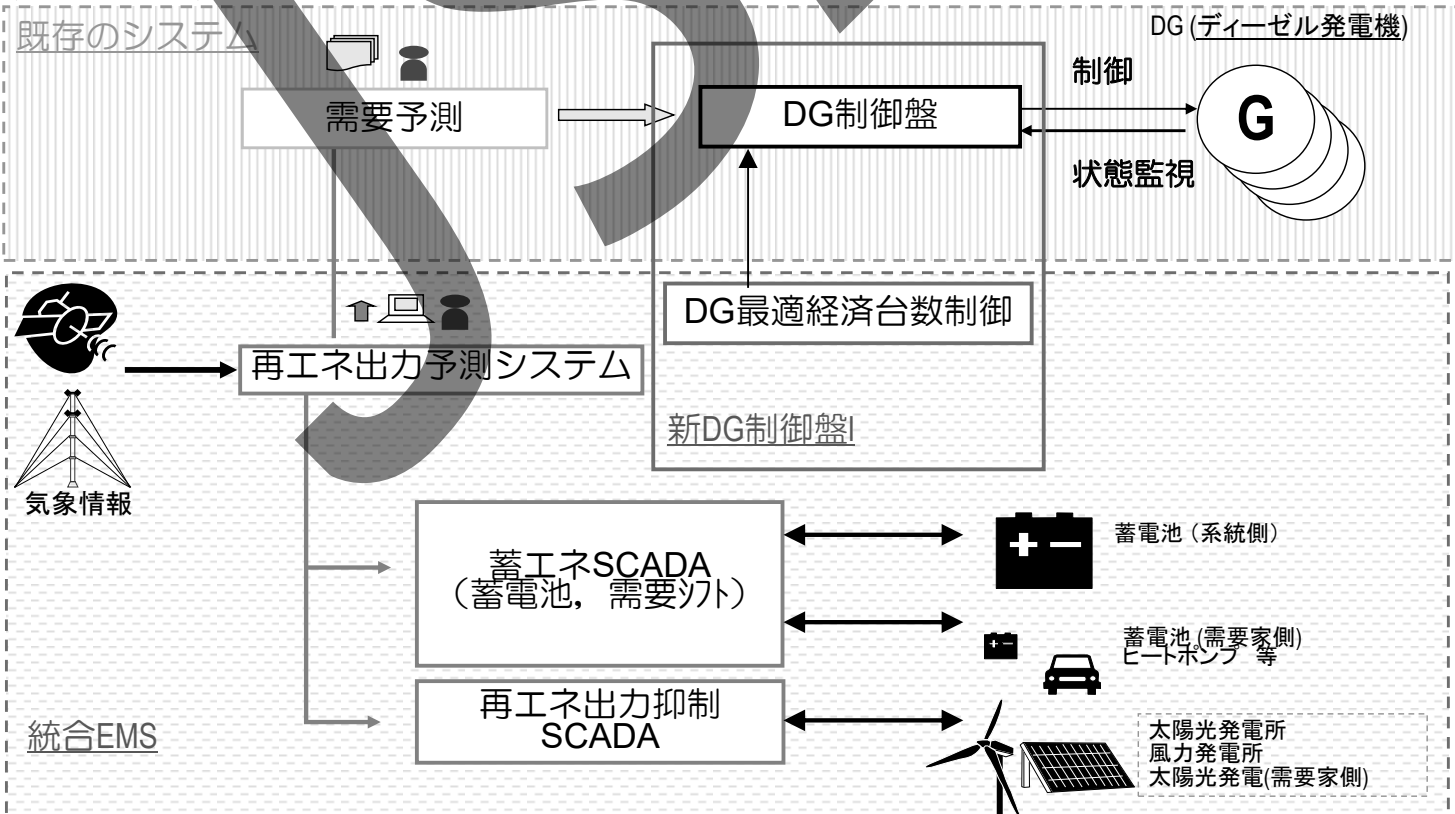 既存のシステム
DG (ディーゼル発電機)
制御
需要予測
DG制御盤
G
状態監視
DG最適経済台数制御
再エネ出力予測システム
新DG制御盤I
気象情報
蓄エネSCADA
（蓄電池，需要ｼﾌﾄ）
蓄電池（系統側）
蓄電池 (需要家側)
ヒートポンプ 等
再エネ出力抑制
SCADA
統合EMS
太陽光発電所
風力発電所
太陽光発電(需要家側)